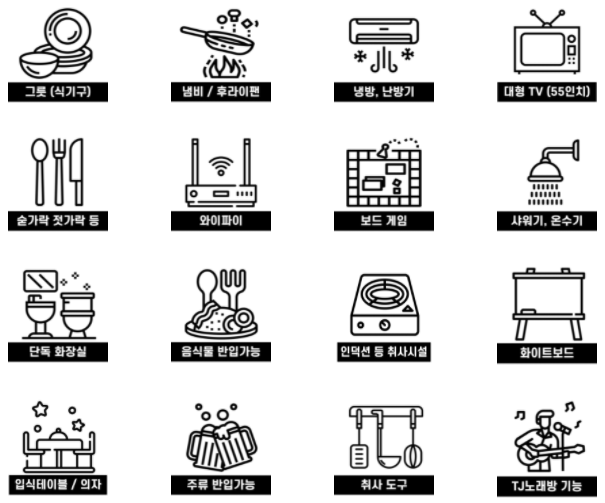 그릇 (식기구)
냄비 / 후라이팬
냉방, 난방기
대형 TV (55인치)
숟가락 젓가락 등
와이파이
보드 게임
샤워기, 온수기
단독 화장실
음식물 반입가능
인덕션 등 취사시설
화이트보드
입식테이블 / 의자
주류 반입가능
취사 도구
TJ노래방 기능